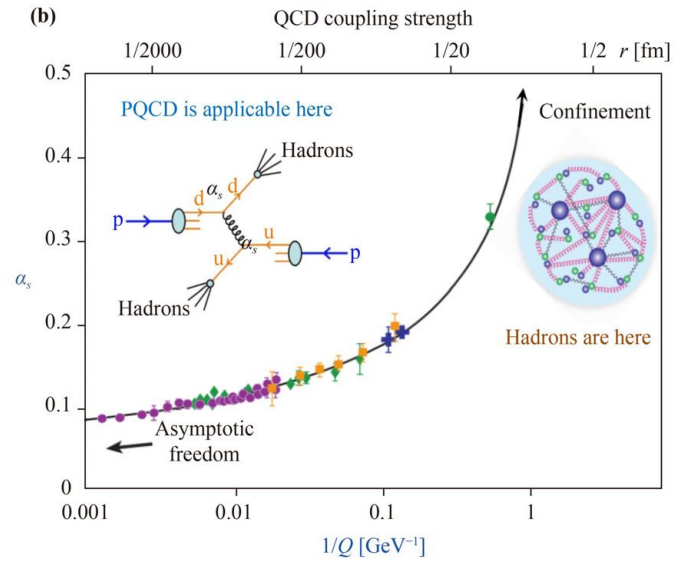 (b)
QCD coupling strength
1/2000 1/200 1/20 1/2 r [fm]
0.5
PQCD is applicable here
Confinement
Hadrons
0.4
αs
d
d
p
0.3
αs
u
p
u
αs
Hadrons
0.2
Hadrons are here
0.1
Asymptotic
freedom
0
0.001 0.01 0.1 1
1/Q [GeV⁻¹]